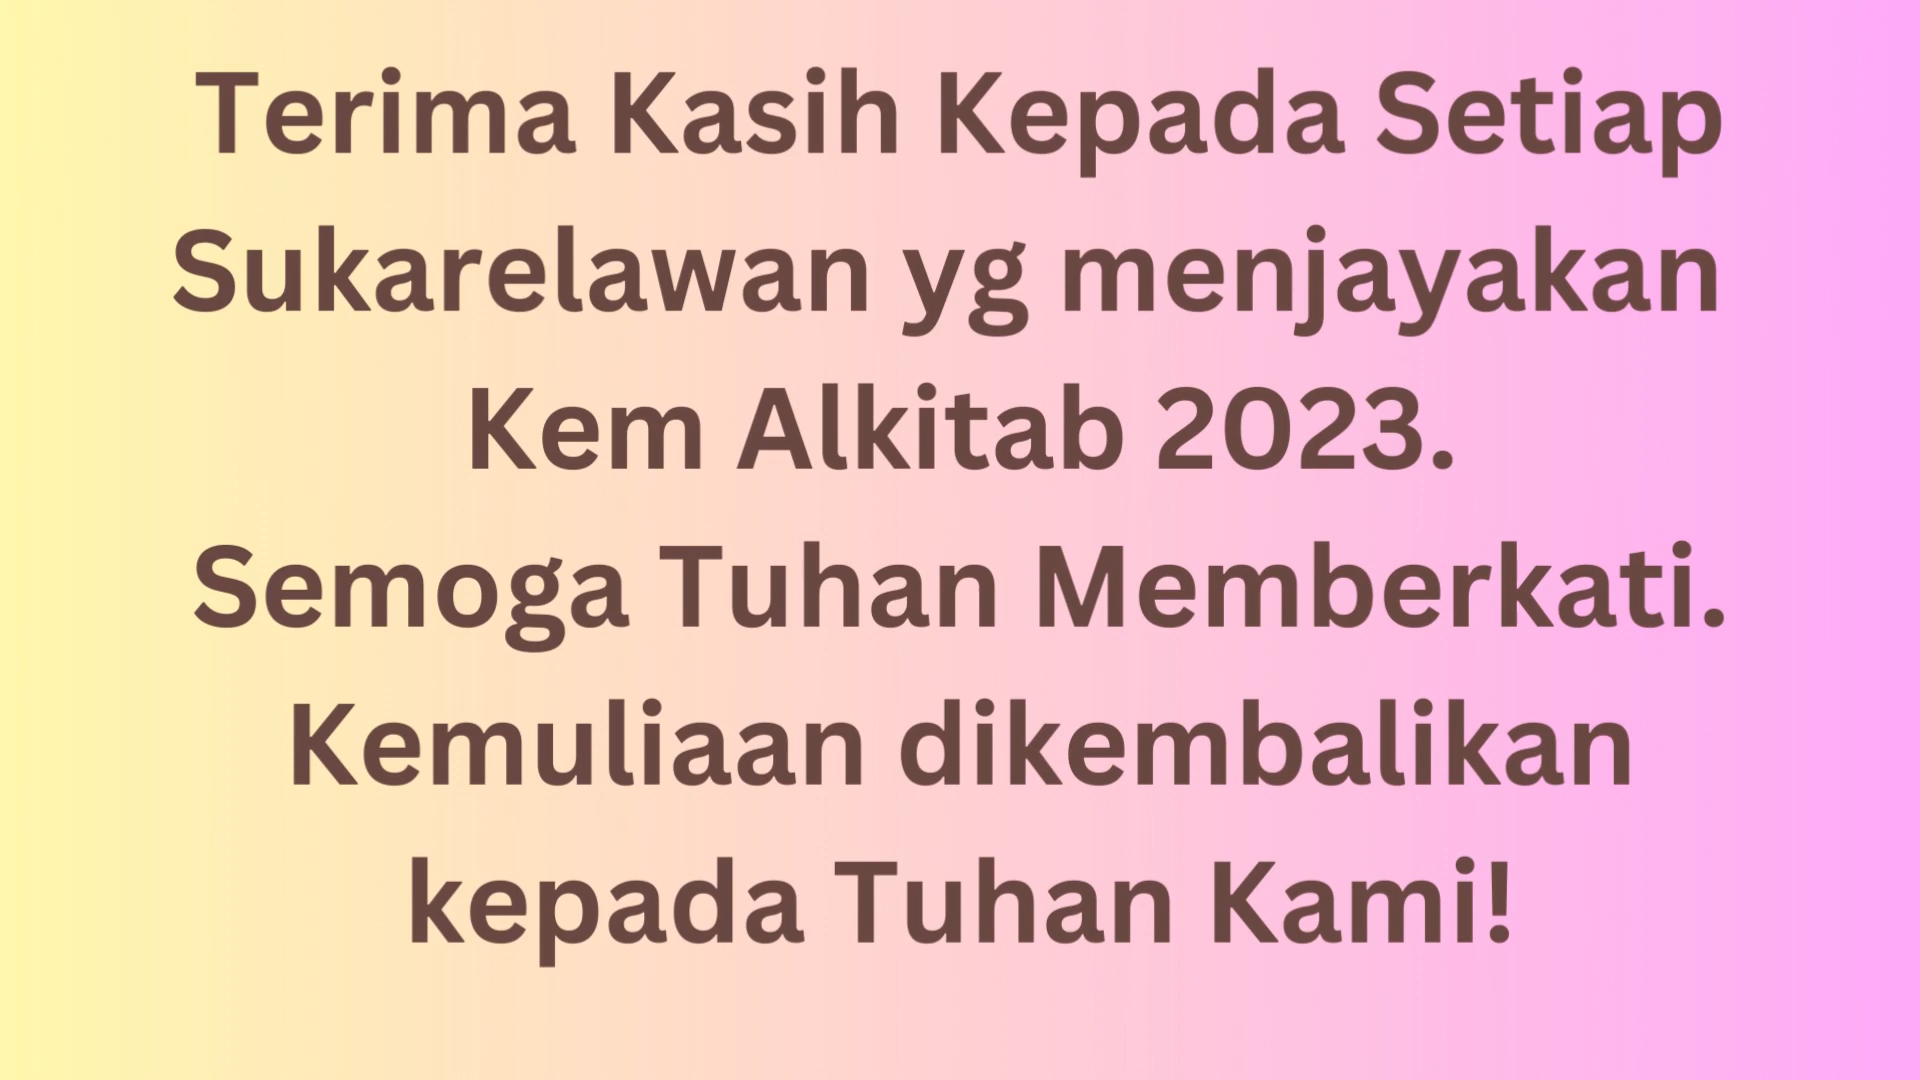 Terima Kasih Kepada Setiap
Sukarelawan yg menjayakan
Kem Alkitab 2023.
Semoga Tuhan Memberkati.
Kemuliaan dikembalikan
kepada Tuhan Kami!